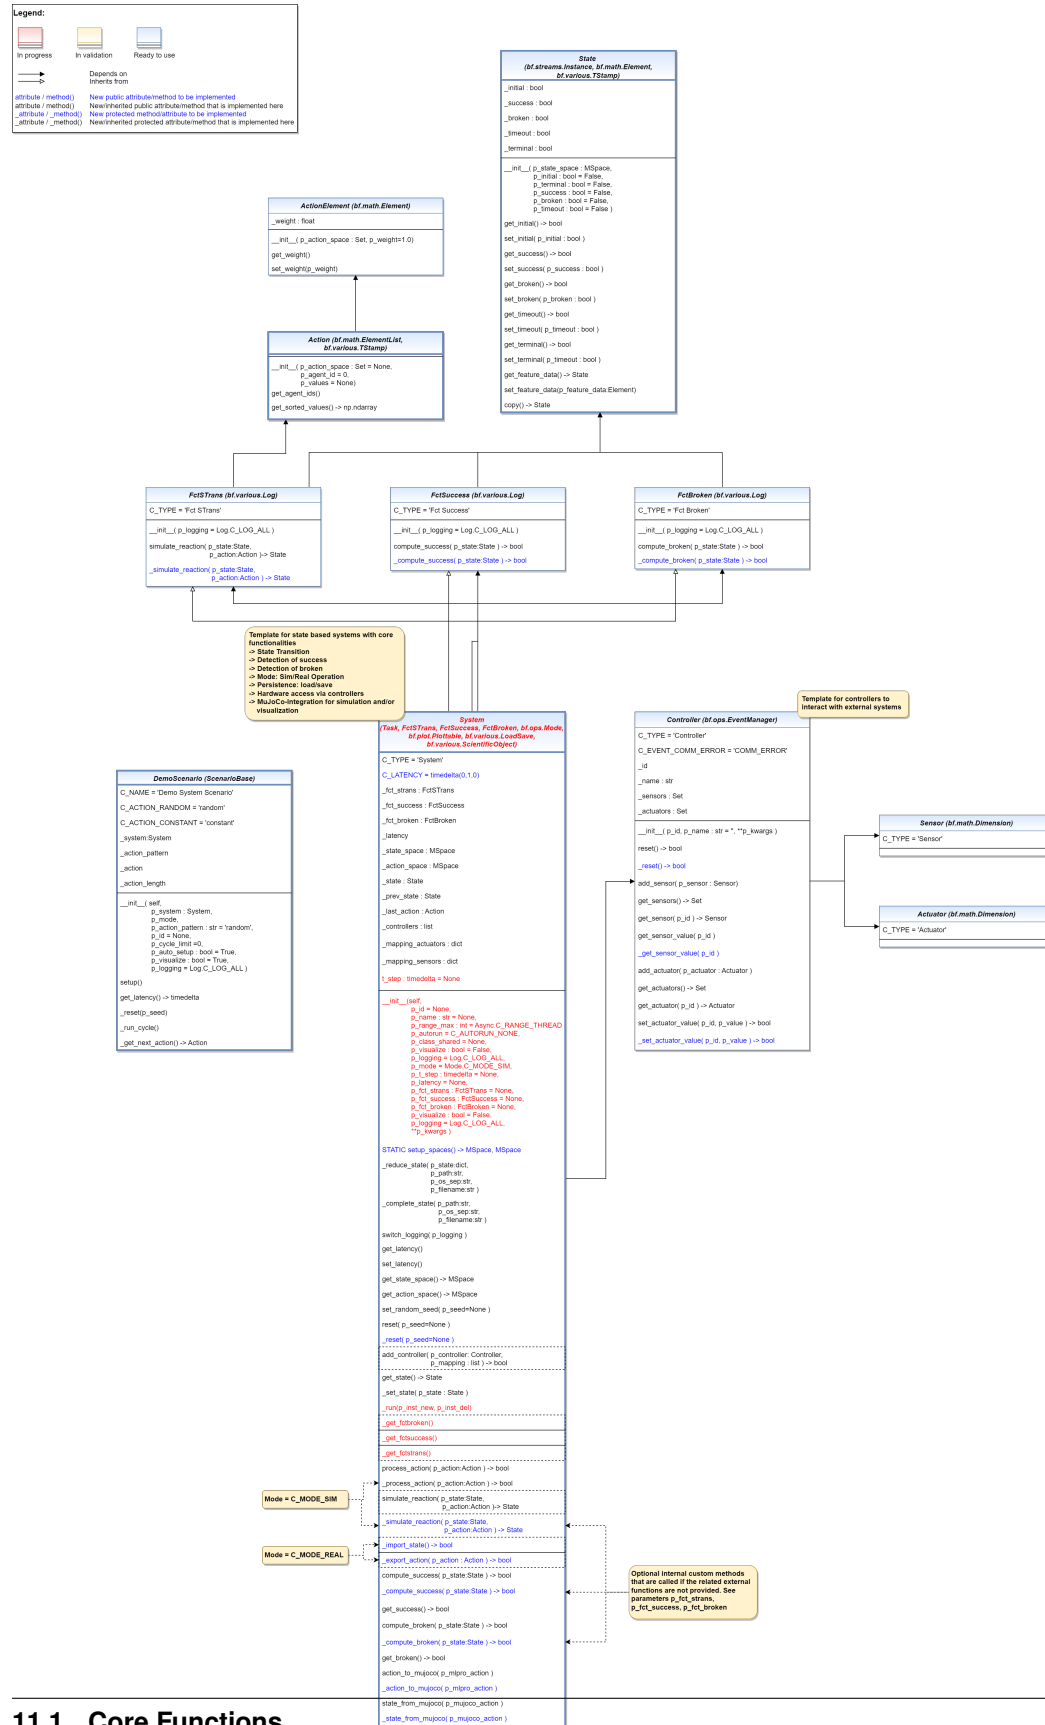 Legend:
In progress
In validation
Ready to use
Depends on
Inherits from
attribute / method() New public attribute/method to be implemented
attribute / method() New/inherited public attribute/method that is implemented here
_attribute / _method() New protected method/attribute to be implemented
_attribute / _method() New/inherited protected attribute/method that is implemented here
State
(bf.streams.Instance, bf.math.Element,
bf.various.TStamp)
_initial : bool
_success : bool
_broken : bool
_timeout : bool
_terminal : bool
__init__( p_state_space : MSpace,
p_initial : bool = False,
p_terminal : bool = False,
p_success : bool = False,
p_broken : bool = False,
p_timeout : bool = False )
get_initial() -> bool
set_initial( p_initial : bool )
get_success() -> bool
set_success( p_success : bool )
get_broken() -> bool
set_broken( p_broken : bool )
get_timeout() -> bool
set_timeout( p_timeout : bool )
get_terminal() -> bool
set_terminal( p_timeout : bool )
get_feature_data() -> State
set_feature_data(p_feature_data:Element)
copy() -> State
ActionElement (bf.math.Element)
_weight : float
__init__( p_action_space : Set, p_weight=1.0)
get_weight()
set_weight(p_weight)
Action (bf.math.ElementList,
bf.various.TStamp)
__init__( p_action_space : Set = None,
p_agent_id = 0,
p_values = None)
get_agent_ids()
get_sorted_values() -> np.ndarray
FctSTrans (bf.various.Log)
C_TYPE = 'Fct STrans'
__init__( p_logging = Log.C_LOG_ALL )
simulate_reaction( p_state:State,
p_action:Action )-> State
_simulate_reaction( p_state:State,
p_action:Action ) -> State
FctSuccess (bf.various.Log)
C_TYPE = 'Fct Success'
__init__( p_logging = Log.C_LOG_ALL )
compute_success( p_state:State ) -> bool
_compute_success( p_state:State ) -> bool
FctBroken (bf.various.Log)
C_TYPE = 'Fct Broken'
__init__( p_logging = Log.C_LOG_ALL )
compute_broken( p_state:State ) -> bool
_compute_broken( p_state:State ) -> bool
Template for state based systems with core
functionalities
-> State Transition
-> Detection of success
-> Detection of broken
-> Mode: Sim/Real Operation
-> Persistence: load/save
-> Hardware access via controllers
-> MuJoCo-Integration for simulation and/or
visualization
System
(Task, FctSTrans, FctSuccess, FctBroken, bf.ops.Mode,
bf.plot.Plottable, bf.various.LoadSave,
bf.various.ScientificObject)
C_TYPE = 'System'
C_LATENCY = timedelta(0,1,0)
_fct_strans : FctSTrans
_fct_success : FctSuccess
_fct_broken : FctBroken
_latency
_state_space : MSpace
_action_space : MSpace
_state : State
_prev_state : State
_last_action : Action
_controllers : list
_mapping_actuators : dict
_mapping_sensors : dict
t_step : timedelta = None
__init__(self,
p_id = None,
p_name : str = None,
p_range_max : int = Async.C_RANGE_THREAD
p_autorun = C_AUTORUN_NONE,
p_class_shared = None,
p_visualize : bool = False,
p_logging = Log.C_LOG_ALL,
p_mode = Mode.C_MODE_SIM,
p_t_step : timedelta = None,
p_latency = None,
p_fct_strans : FctSTrans = None,
p_fct_success : FctSuccess = None,
p_fct_broken : FctBroken = None,
p_visualize : bool = False,
p_logging = Log.C_LOG_ALL,
**p_kwargs )
STATIC setup_spaces() -> MSpace, MSpace
_reduce_state( p_state:dict,
p_path:str,
p_os_sep:str,
p_filename:str )
_complete_state( p_path:str,
p_os_sep:str,
p_filename:str )
switch_logging( p_logging )
get_latency()
set_latency()
get_state_space() -> MSpace
get_action_space() -> MSpace
set_random_seed( p_seed=None )
reset( p_seed=None )
_reset( p_seed=None )
add_controller( p_controller: Controller,
p_mapping : list ) -> bool
get_state() -> State
_set_state( p_state : State )
_run(p_inst_new, p_inst_del)
_get_fctbroken()
_get_fctsuccess()
_get_fctstrans()
process_action( p_action:Action ) -> bool
_process_action( p_action:Action ) -> bool
simulate_reaction( p_state:State,
p_action:Action )-> State
_simulate_reaction( p_state:State,
p_action:Action ) -> State
_import_state() -> bool
_export_action( p_action : Action ) -> bool
compute_success( p_state:State ) -> bool
_compute_success( p_state:State ) -> bool
get_success() -> bool
compute_broken( p_state:State ) -> bool
_compute_broken( p_state:State ) -> bool
get_broken() -> bool
action_to_mujoco( p_mlpro_action )
_action_to_mujoco( p_mlpro_action )
state_from_mujoco( p_mujoco_action )
_state_from_mujoco( p_mujoco_action )
Template for controllers to
interact with external systems
Controller (bf.ops.EventManager)
C_TYPE = 'Controller'
C_EVENT_COMM_ERROR = 'COMM_ERROR'
_id
_name : str
_sensors : Set
_actuators : Set
__init__( p_id, p_name : str = '', **p_kwargs )
reset() -> bool
_reset() -> bool
add_sensor( p_sensor : Sensor)
get_sensors() -> Set
get_sensor( p_id ) -> Sensor
get_sensor_value( p_id )
_get_sensor_value( p_id )
add_actuator( p_actuator : Actuator )
get_actuators() -> Set
get_actuator( p_id ) -> Actuator
set_actuator_value( p_id, p_value ) -> bool
_set_actuator_value( p_id, p_value ) -> bool
Sensor (bf.math.Dimension)
C_TYPE = 'Sensor'
Actuator (bf.math.Dimension)
C_TYPE = 'Actuator'
DemoScenario (ScenarioBase)
C_NAME = 'Demo System Scenario'
C_ACTION_RANDOM = 'random'
C_ACTION_CONSTANT = 'constant'
_system:System
_action_pattern
_action
_action_length
__init__( self,
p_system : System,
p_mode,
p_action_pattern : str = 'random',
p_id = None,
p_cycle_limit =0,
p_auto_setup : bool = True,
p_visualize : bool = True,
p_logging = Log.C_LOG_ALL )
setup()
get_latency() -> timedelta
_reset(p_seed)
_run_cycle()
_get_next_action() -> Action
Mode = C_MODE_SIM
Mode = C_MODE_REAL
Optional internal custom methods
that are called if the related external
functions are not provided. See
parameters p_fct_strans,
p_fct_success, p_fct_broken
11.1. Core Functions